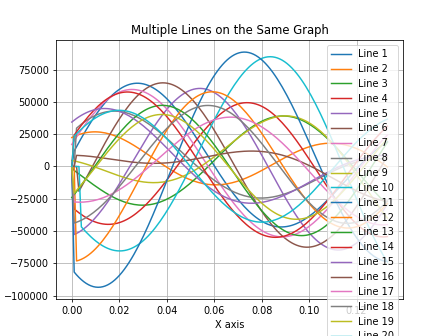 Multiple Lines on the Same Graph
75000
50000
25000
0
−25000
−50000
−75000
−100000
0.00
0.02
0.04
0.06
0.08
0.10
X axis
Line 1
Line 2
Line 3
Line 4
Line 5
Line 6
Line 7
Line 8
Line 9
Line 10
Line 11
Line 12
Line 13
Line 14
Line 15
Line 16
Line 17
Line 18
Line 19
Line 20